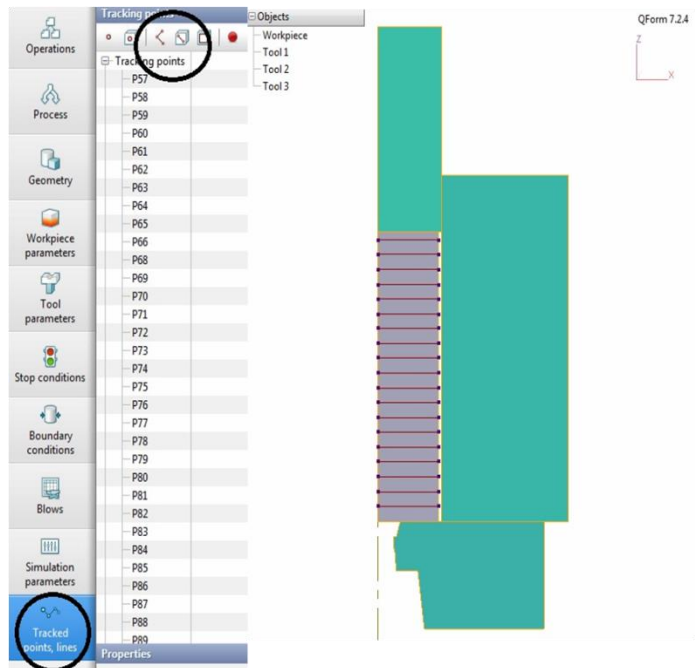 Operations
Process
Geometry
Workpiece
parameters
Tool
parameters
Stop conditions
Boundary
conditions
Blows
Simulation
parameters
Tracked
points, lines
Tracking points
Tracking points
P57
P58
P59
P60
P61
P62
P63
P64
P65
P66
P68
P69
P70
P71
P72
P73
P74
P75
P76
P77
P78
P79
P80
P81
P82
P83
P84
P85
P86
P87
P88
P89
Properties
Objects
Workpiece
Tool 1
Tool 2
Tool 3
QForm 7.2.4
Z
X